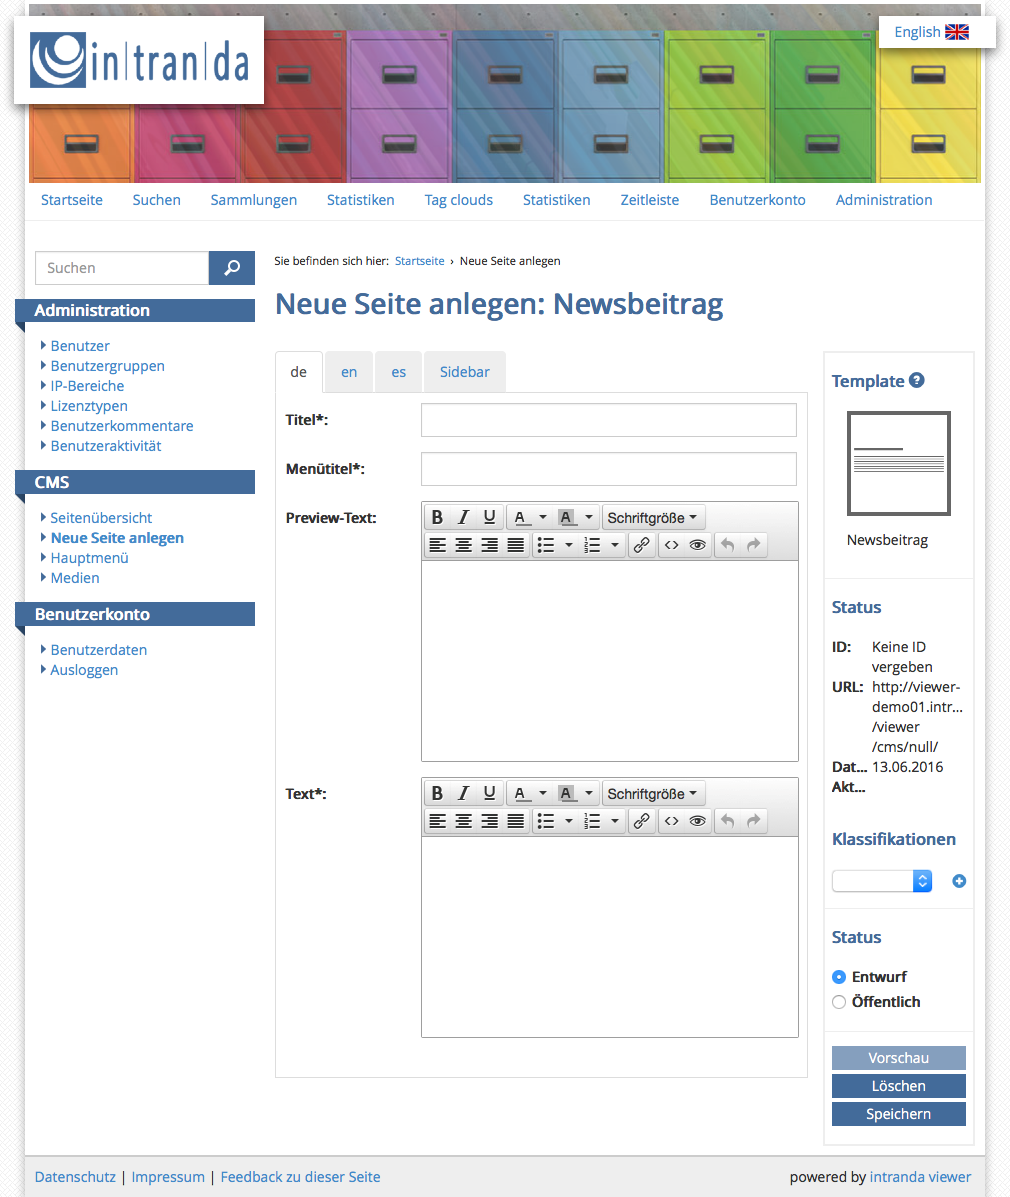 in|tran|da
English
Startseite Suchen Sammlungen Statistiken Tag clouds Statistiken Zeitleiste Benutzerkonto Administration
Suchen
Administration
Benutzer
Benutzergruppen
IP-Bereiche
Lizenztypen
Benutzerkommentare
Benutzeraktivität
CMS
Seitenübersicht
Neue Seite anlegen
Hauptmenü
Medien
Benutzerkonto
Benutzerdaten
Ausloggen
Sie befinden sich hier: Startseite › Neue Seite anlegen
Neue Seite anlegen: Newsbeitrag
de en es Sidebar
Titel*:
Menütitel*:
Preview-Text:
B I U A A Schriftgröße
Text*:
B I U A A Schriftgröße
Template ?
Newsbeitrag
Status
ID: Keine ID
vergeben
URL: http://viewer-
demo01.intr...
/viewer
/cms/null/
Dat... 13.06.2016
Akt...
Klassifikationen
Status
Entwurf
Öffentlich
Vorschau
Löschen
Speichern
Datenschutz | Impressum | Feedback zu dieser Seite
powered by intranda viewer